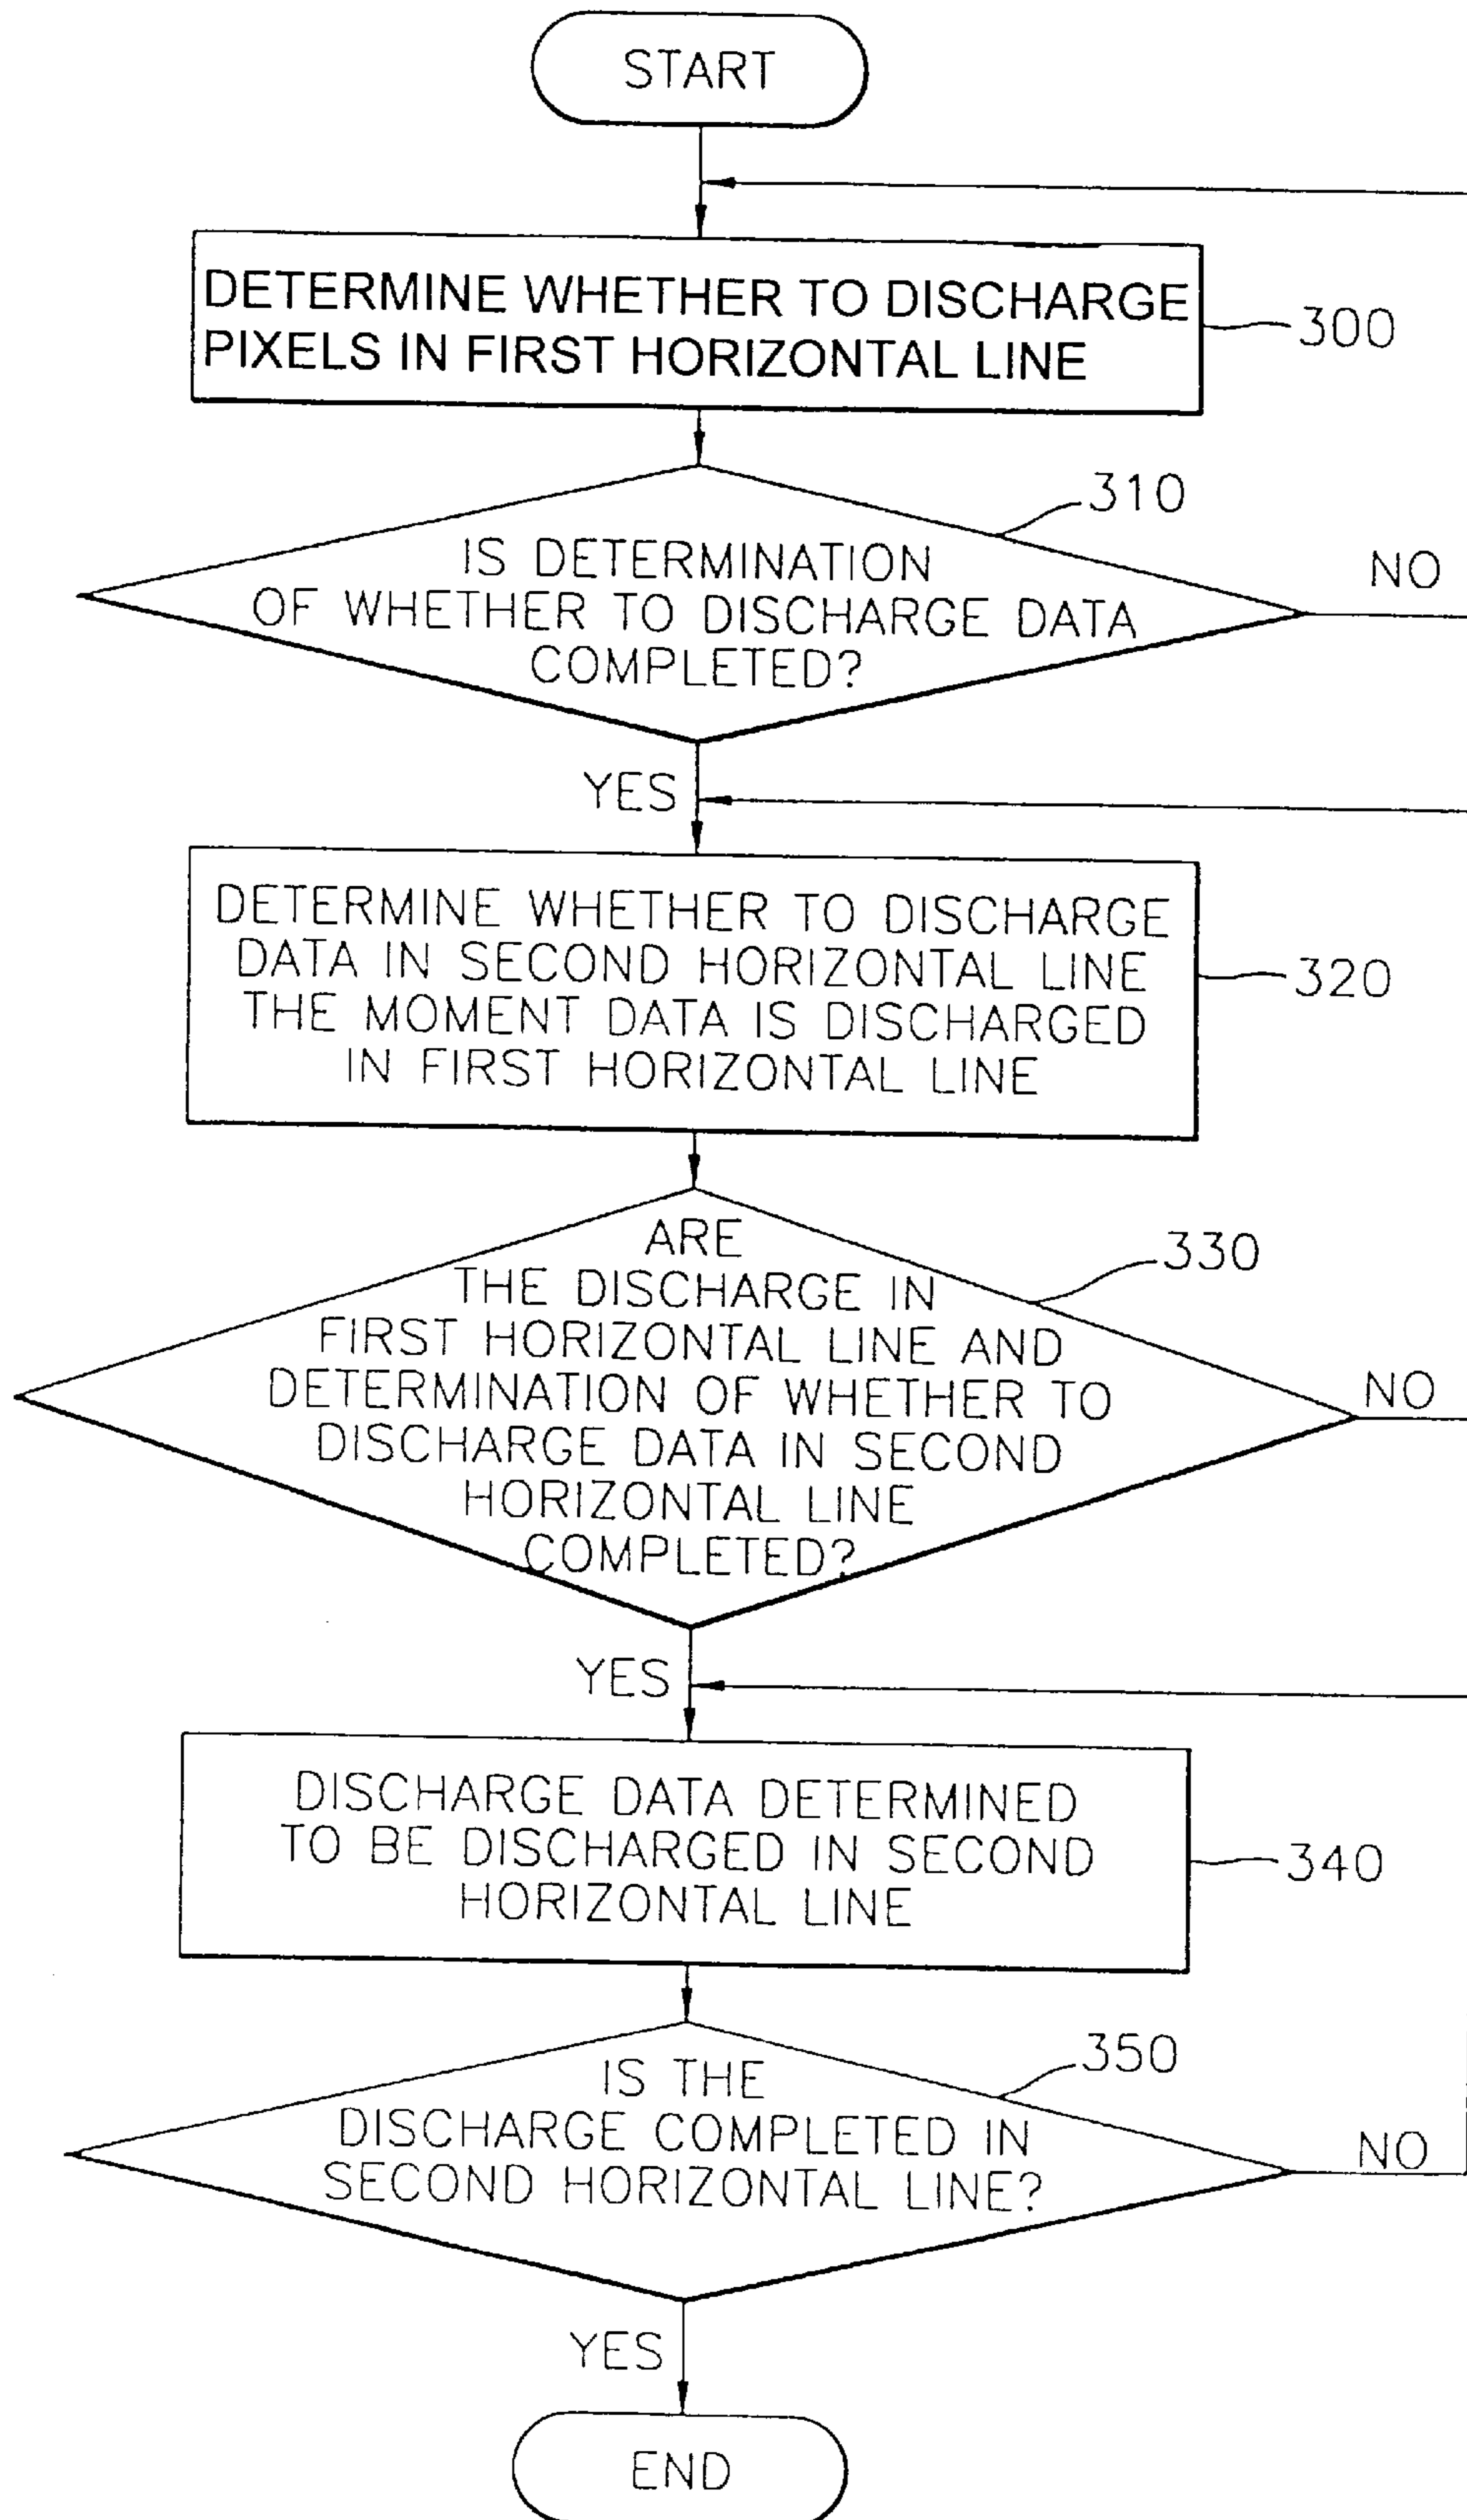 START
DETERMINE WHETHER TO DISCHARGE
PIXELS IN FIRST HORIZONTAL LINE
300
310
IS DETERMINATION
OF WHETHER TO DISCHARGE DATA
COMPLETED?
NO
YES
DETERMINE WHETHER TO DISCHARGE
DATA IN SECOND HORIZONTAL LINE
THE MOMENT DATA IS DISCHARGED
IN FIRST HORIZONTAL LINE
320
ARE
THE DISCHARGE IN
FIRST HORIZONTAL LINE AND
DETERMINATION OF WHETHER TO
DISCHARGE DATA IN SECOND
HORIZONTAL LINE
COMPLETED?
330
NO
YES
DISCHARGE DATA DETERMINED
TO BE DISCHARGED IN SECOND
HORIZONTAL LINE
340
350
IS THE
DISCHARGE COMPLETED IN
SECOND HORIZONTAL LINE?
NO
YES
END